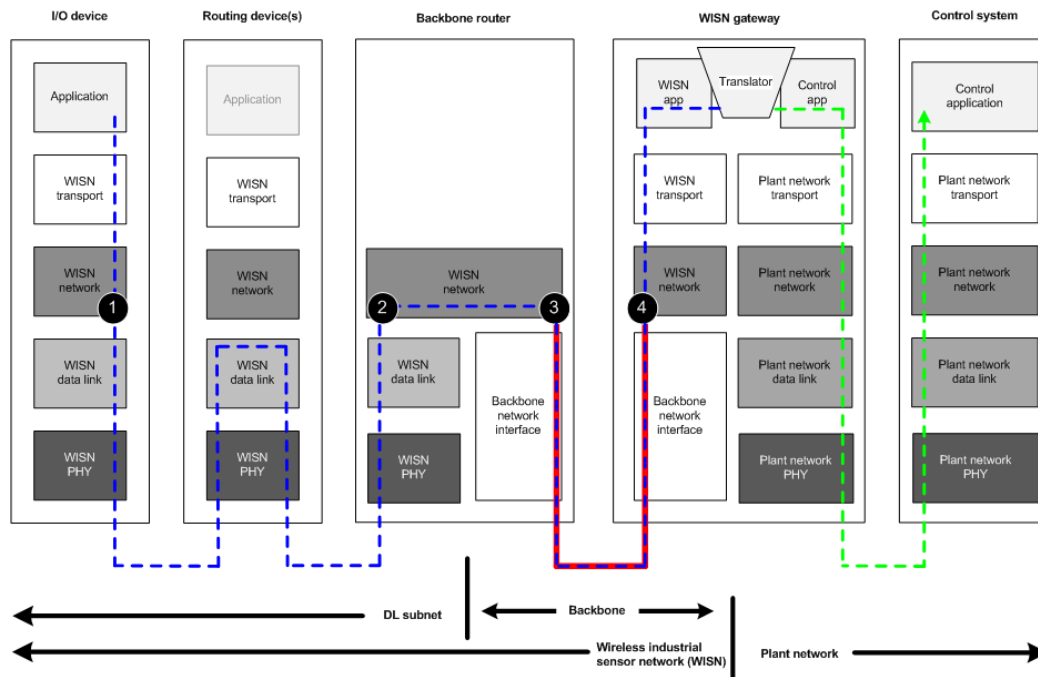 I/O device
Routing device(s)
Backbone router
WISN gateway
Control system
Application
WISN
transport
WISN
network
1
WISN
data link
WISN
PHY
Application
WISN
transport
WISN
network
WISN
data link
WISN
PHY
WISN
network
2
3
WISN
data link
WISN
PHY
Backbone
network
interface
WISN
app
Translator
Control
app
WISN
transport
Plant network
transport
WISN
network
4
Plant network
network
Backbone
network
interface
Plant network
data link
Plant network
PHY
Control
application
Plant network
transport
Plant network
network
Plant network
data link
Plant network
PHY
DL subnet
Backbone
Wireless industrial
sensor network (WISN)
Plant network